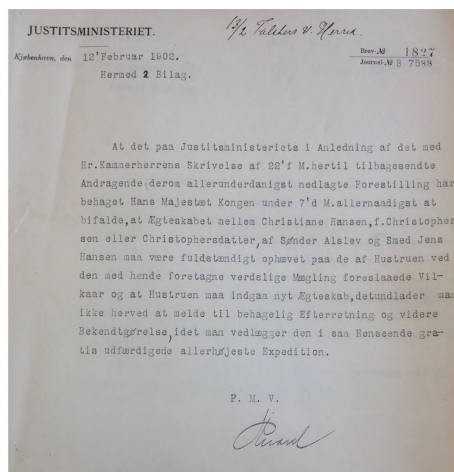 JUSTITSMINISTERIET.
13/2 Falsters v. Herred
Kjøbenhavn, den 12' Februar 1902.
Brev-№ 1827
Journal-№ B 7588
Hermed 2 Bilag.
At det paa Justitsministeriets i Anledning af det med
Hr.Kammerherrens Skrivelse af 22'f M.hertil tilbagesendte
Andragende derom allerunderdanigst nedlagte Forestilling har
behaget Hans Majestæt Kongen under 7'd M.allernaadigst at
bifalde,at Ægteskabet mellem Christiane Hansen,f.Christopher
sen eller Christophersdatter,af Sønder Alslev og Smed Jens
Hansen maa være fuldstændigt ophævet paa de af Hustruen ved
den med hende foretagne verdslige Mægling foreslaaede Vil-
kaar og at Hustruen maa indgaa nyt Ægteskab,detundlader man
ikke herved at melde til behagelig Efterretning og videre
Bekendtgørelse,idet man vedlægger den i saa Henseende gra-
tis udfærdigede allerhøjeste Expedition.
P. M. V.